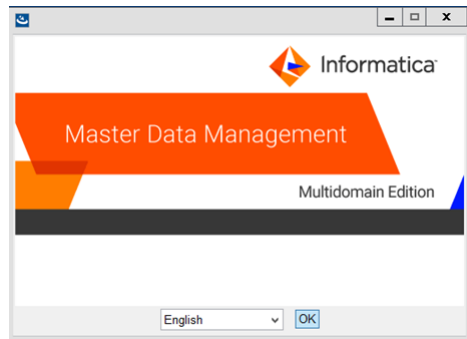 Informatica
Master Data Management
Multidomain Edition
English
OK